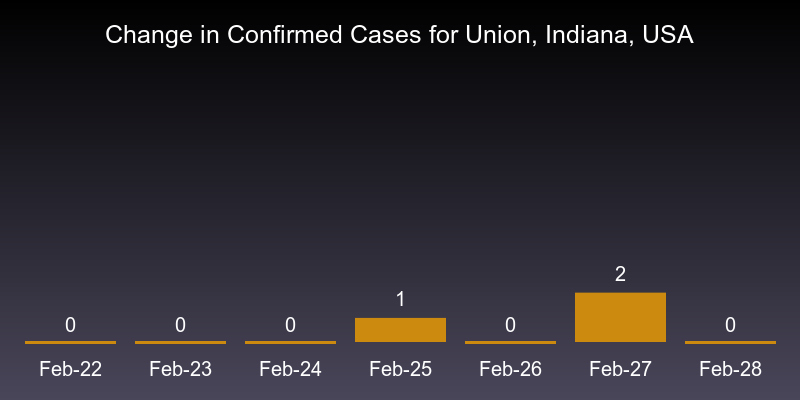 Change in Confirmed Cases for Union, Indiana, USA
2
1
0 0 0 0 0
Feb-22 Feb-23 Feb-24 Feb-25 Feb-26 Feb-27 Feb-28